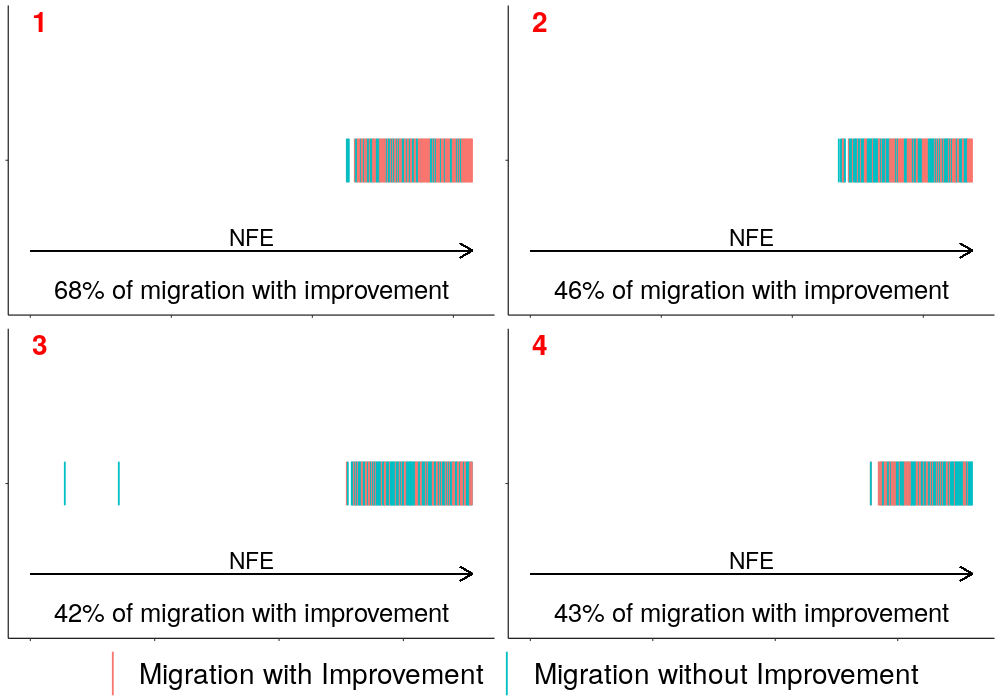 1
NFE
68% of migration with improvement
2
NFE
46% of migration with improvement
3
NFE
42% of migration with improvement
4
NFE
43% of migration with improvement
Migration with Improvement
Migration without Improvement